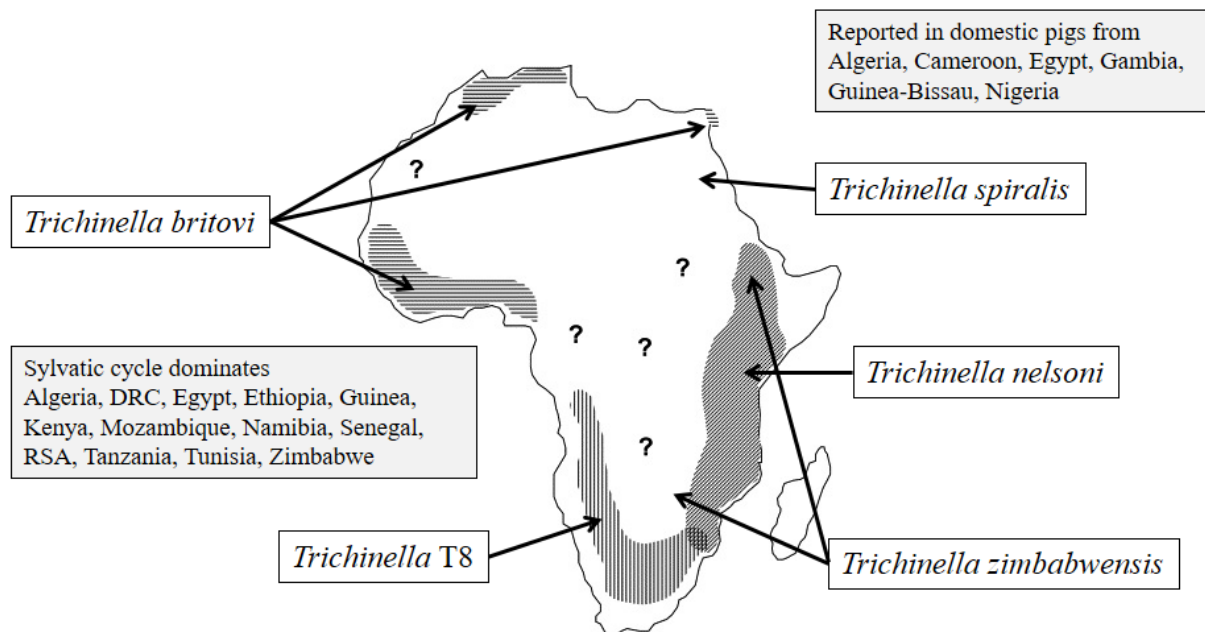 Reported in domestic pigs from
Algeria, Cameroon, Egypt, Gambia,
Guinea-Bissau, Nigeria
?
Trichinella spiralis
Trichinella britovi
?
?
?
Sylvatic cycle dominates
Algeria, DRC, Egypt, Ethiopia, Guinea,
Kenya, Mozambique, Namibia, Senegal,
RSA, Tanzania, Tunisia, Zimbabwe
Trichinella nelsoni
?
Trichinella T8
Trichinella zimbabwensis